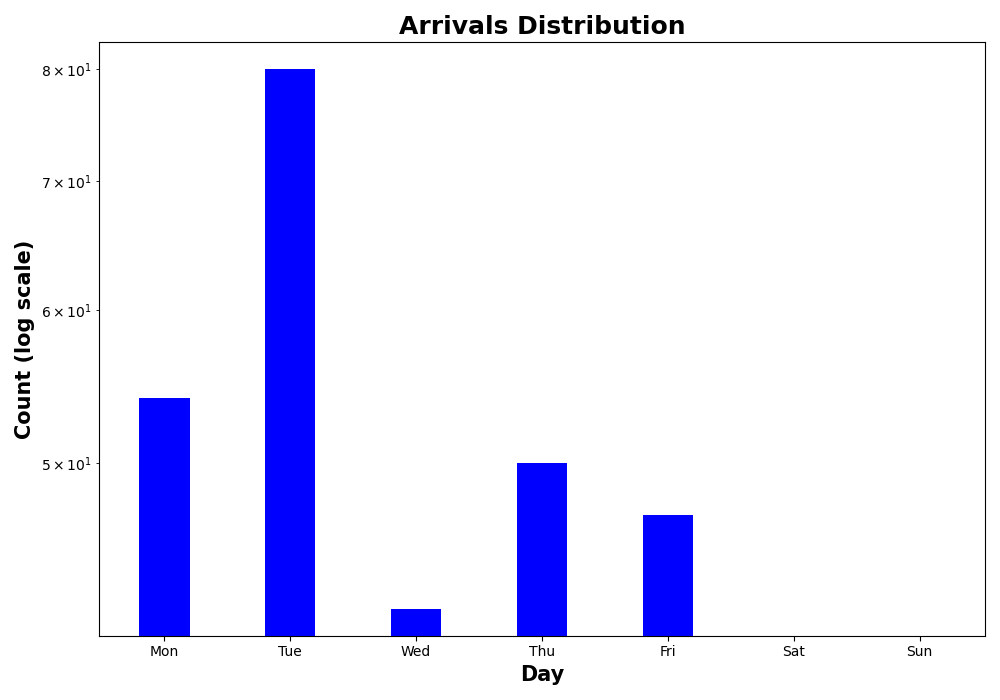 Arrivals Distribution
8 × 10¹
7 × 10¹
6 × 10¹
5 × 10¹
Count (log scale)
Mon Tue Wed Thu Fri Sat Sun
Day